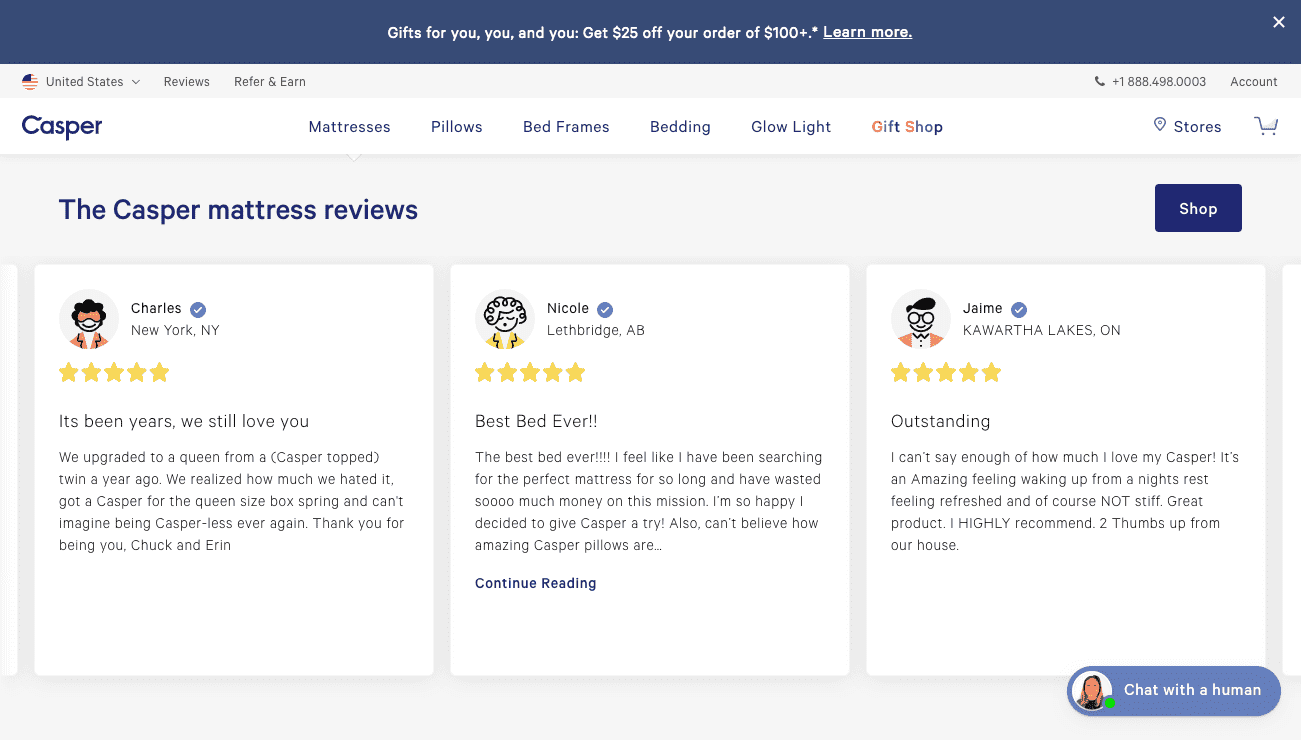 Gifts for you, you, and you: Get $25 off your order of $100+.* Learn more.
United States Reviews Refer & Earn +1 888.498.0003 Account
Casper Mattresses Pillows Bed Frames Bedding Glow Light Gift Shop Stores
The Casper mattress reviews
Shop
Charles
New York, NY
Its been years, we still love you
We upgraded to a queen from a (Casper topped)
twin a year ago. We realized how much we hated it,
got a Casper for the queen size box spring and can't
imagine being Casper-less ever again. Thank you for
being you, Chuck and Erin
Nicole
Lethbridge, AB
Best Bed Ever!!
The best bed ever!!!! I feel like I have been searching
for the perfect mattress for so long and have wasted
soooo much money on this mission. I'm so happy I
decided to give Casper a try! Also, can't believe how
amazing Casper pillows are…
Continue Reading
Jaime
KAWARTHA LAKES, ON
Outstanding
I can't say enough of how much I love my Casper! It's
an Amazing feeling waking up from a nights rest
feeling refreshed and of course NOT stiff. Great
product. I HIGHLY recommend. 2 Thumbs up from
our house.
Chat with a human